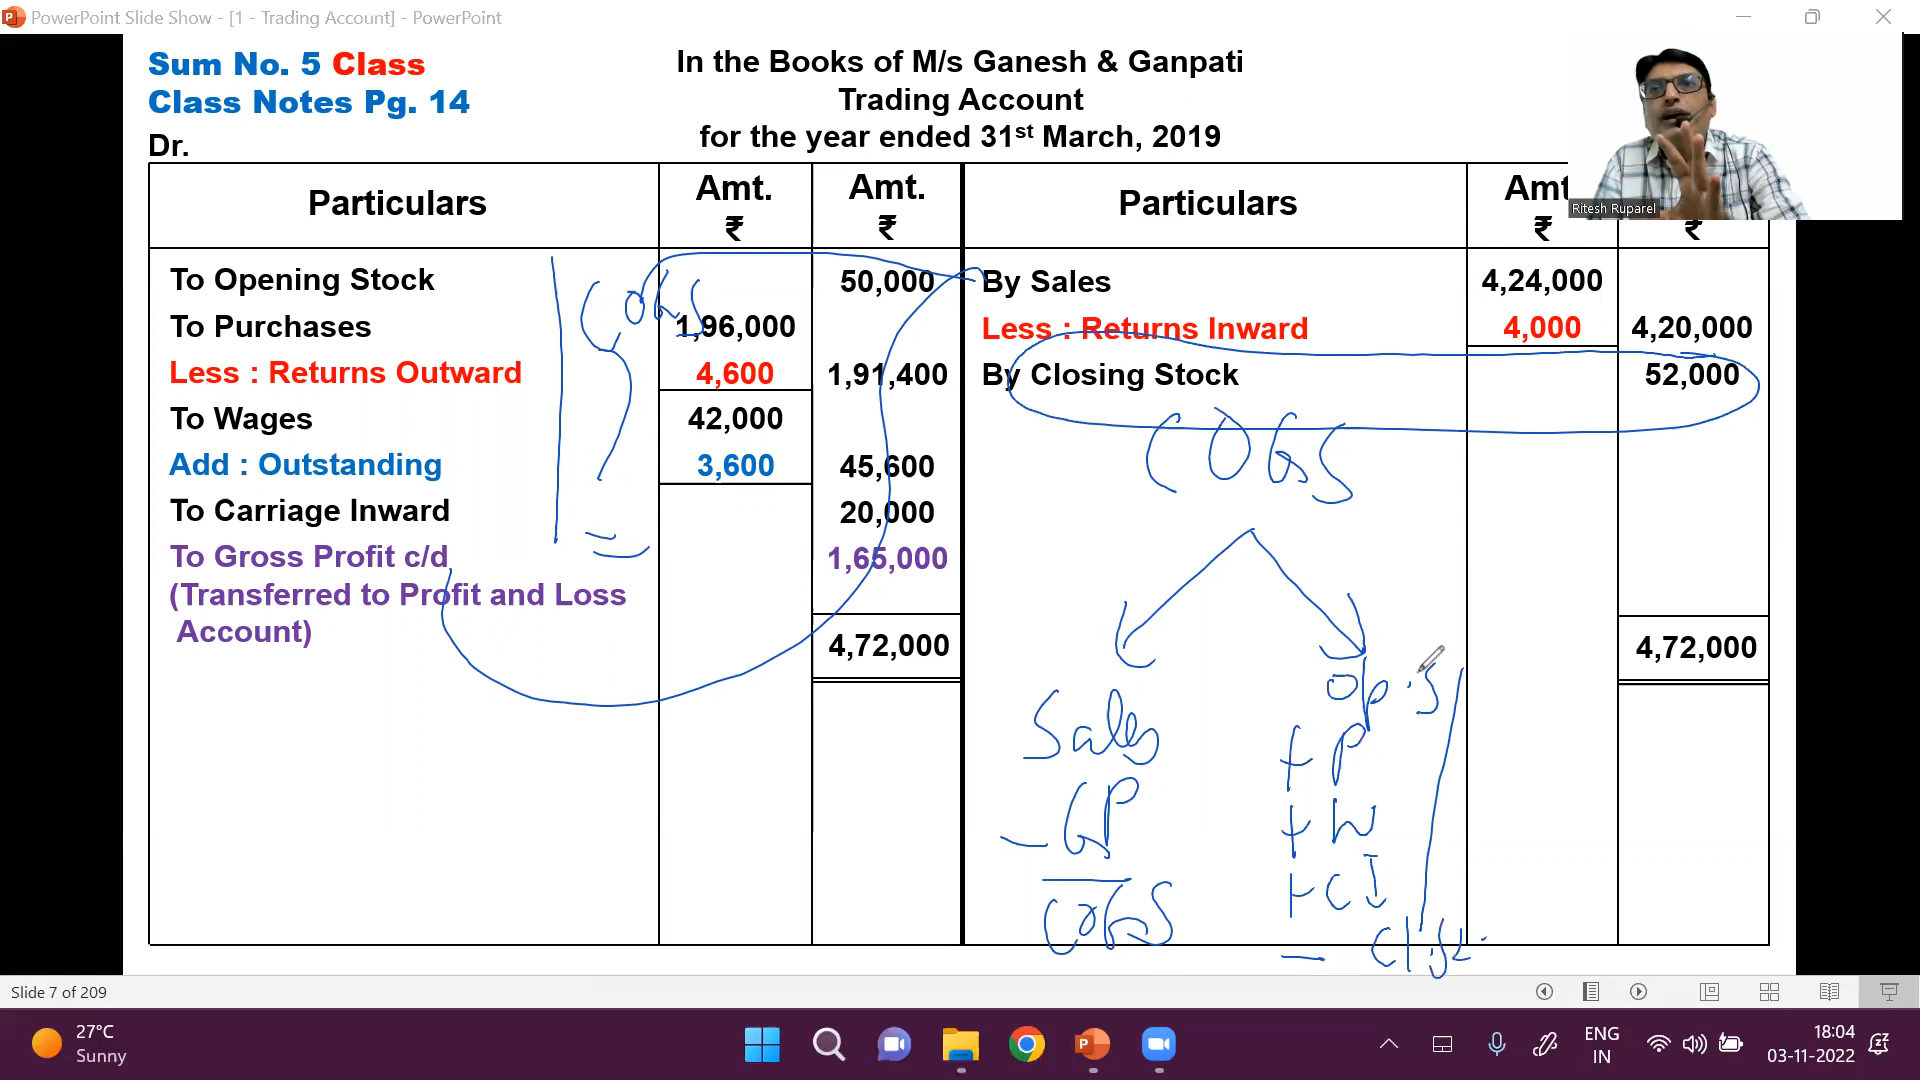 PowerPoint Slide Show - [1 - Trading Account] - PowerPoint
Sum No. 5 Class
Class Notes Pg. 14
Dr.
In the Books of M/s Ganesh & Ganpati
Trading Account
for the year ended 31st March, 2019
Ritesh Ruparel
Particulars Amt. ₹ Amt. ₹ Particulars Amt ₹ ₹
To Opening Stock 50,000 By Sales 4,24,000
To Purchases 1,96,000 Less : Returns Inward 4,000 4,20,000
Less : Returns Outward 4,600 1,91,400 By Closing Stock 52,000
To Wages 42,000
Add : Outstanding 3,600 45,600
To Carriage Inward 20,000
To Gross Profit c/d 1,65,000
(Transferred to Profit and Loss
Account)
4,72,000 4,72,000
COGS
COGS
Sales
- GP
COGS
Op.S
+ P
+ W
+ CI
- Cl.St.
Slide 7 of 209
27°C
Sunny
ENG
IN
18:04
03-11-2022